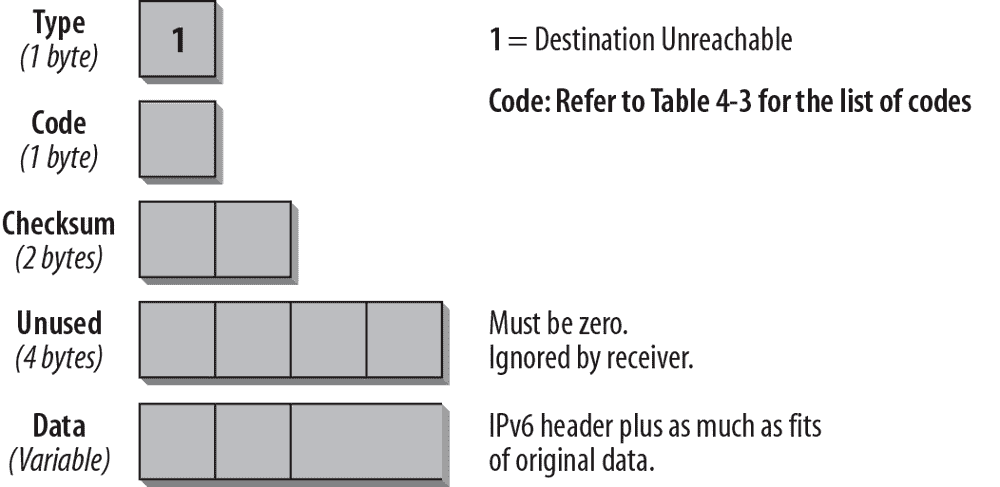 Type
(1 byte)
1
1 = Destination Unreachable
Code: Refer to Table 4-3 for the list of codes
Code
(1 byte)
Checksum
(2 bytes)
Unused
(4 bytes)
Must be zero.
Ignored by receiver.
Data
(Variable)
IPv6 header plus as much as fits
of original data.